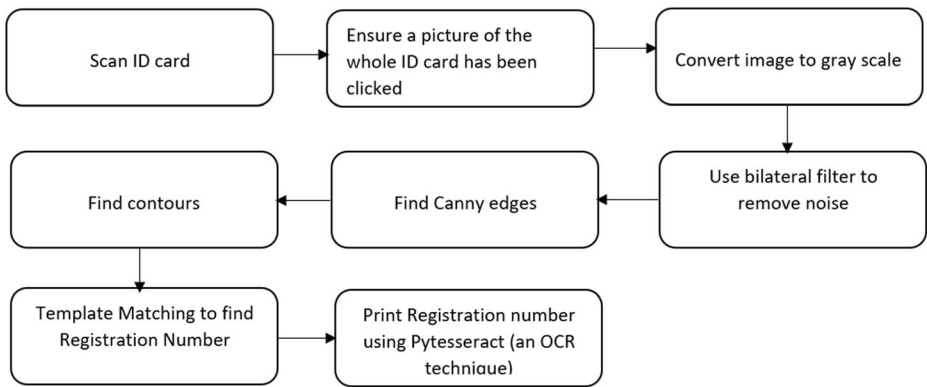 Scan ID card
Ensure a picture of the
whole ID card has been
clicked
Convert image to gray scale
Use bilateral filter to
remove noise
Find Canny edges
Find contours
Template Matching to find
Registration Number
Print Registration number
using Pytesseract (an OCR
technique)